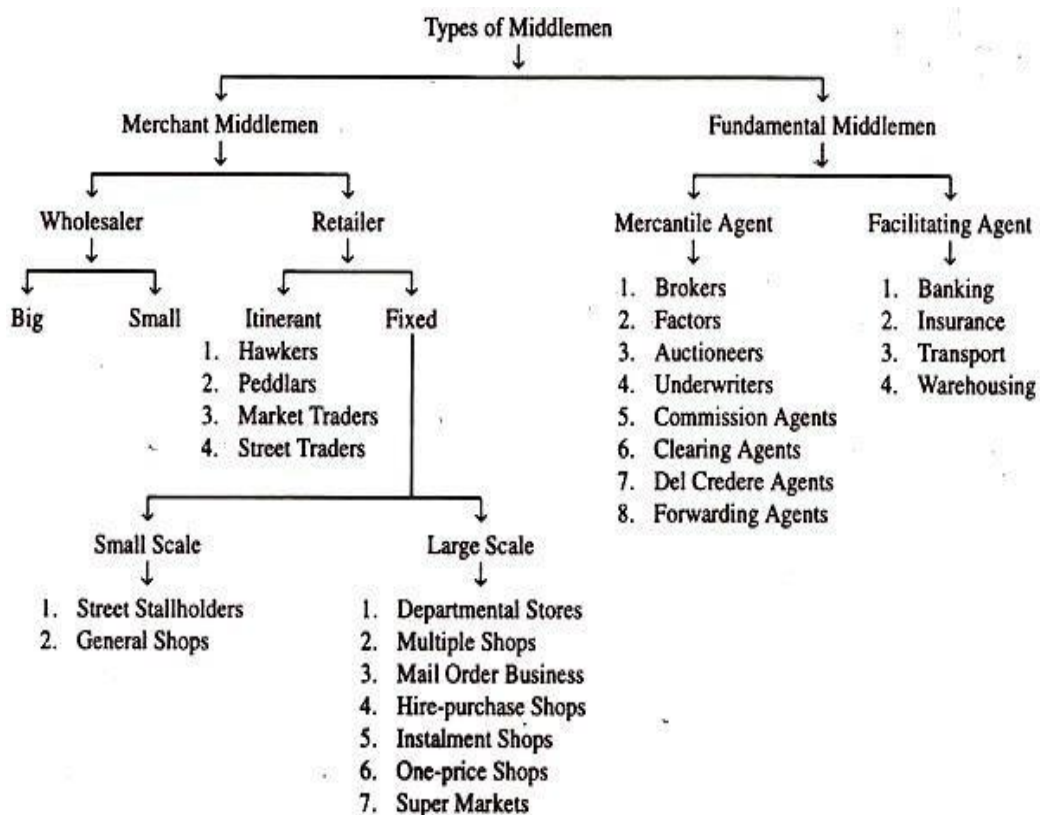 Types of Middlemen
Merchant Middlemen
Fundamental Middlemen
Wholesaler
Retailer
Mercantile Agent
Facilitating Agent
Big
Small
Itinerant
Fixed
1. Hawkers
2. Peddlars
3. Market Traders
4. Street Traders
1. Brokers
2. Factors
3. Auctioneers
4. Underwriters
5. Commission Agents
6. Clearing Agents
7. Del Credere Agents
8. Forwarding Agents
1. Banking
2. Insurance
3. Transport
4. Warehousing
Small Scale
Large Scale
1. Street Stallholders
2. General Shops
1. Departmental Stores
2. Multiple Shops
3. Mail Order Business
4. Hire-purchase Shops
5. Instalment Shops
6. One-price Shops
7. Super Markets